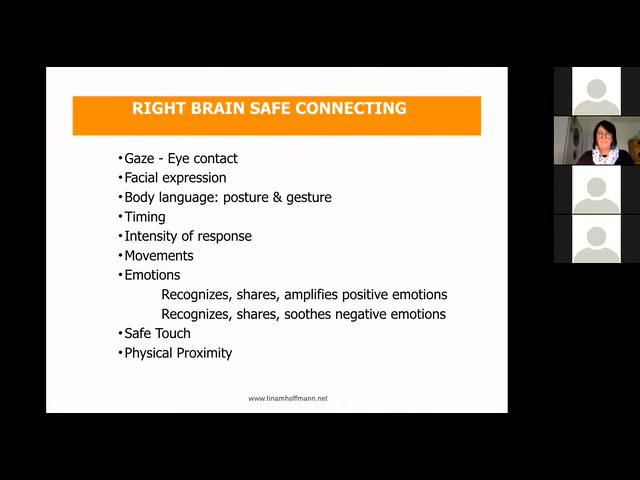 RIGHT BRAIN SAFE CONNECTING
•Gaze - Eye contact
•Facial expression
•Body language: posture & gesture
•Timing
•Intensity of response
•Movements
•Emotions
Recognizes, shares, amplifies positive emotions
Recognizes, shares, soothes negative emotions
•Safe Touch
•Physical Proximity
www.tinamhoffmann.net